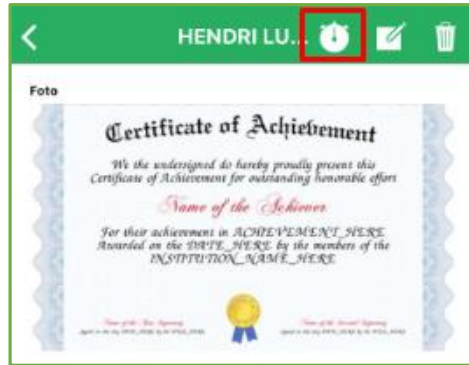 HENDRI LU...
Foto
Certificate of Achievement
We the undersigned do hereby proudly present this
Certificate of Achievement for outstanding honorable effort
Name of the Achiever
For their achievement in ACHIEVEMENT_HERE
Awarded on the DATE_HERE by the members of the
INSTITUTION_NAME_HERE